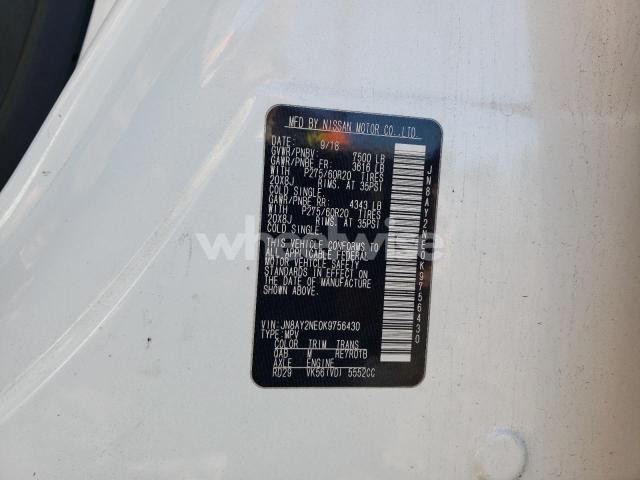 MFD BY NISSAN MOTOR CO.,LTD
DATE: 9/18
GVWR/PNBV: 7500 LB
GAWR/PNBE FR: 3616 LB
WITH P275/60R20 TIRES
20X8J RIMS. AT 35PSI
COLD SINGLE.
GAWR/PNBE RR: 4343 LB
WITH P275/60R20 TIRES
20X8J RIMS. AT 35PSI
COLD SINGLE.
THIS VEHICLE CONFORMS TO
ALL APPLICABLE FEDERAL
MOTOR VEHICLE SAFETY
STANDARDS IN EFFECT ON
THE DATE OF MANUFACTURE
SHOWN ABOVE.
VIN: JN8AY2NE0K9756430
TYPE: MPV
COLOR TRIM TRANS
QAB M RE7R01B
AXLE ENGINE
RD29 VK56(VD) 5552CC
JN8AY2NE0K9756430
wheelwise